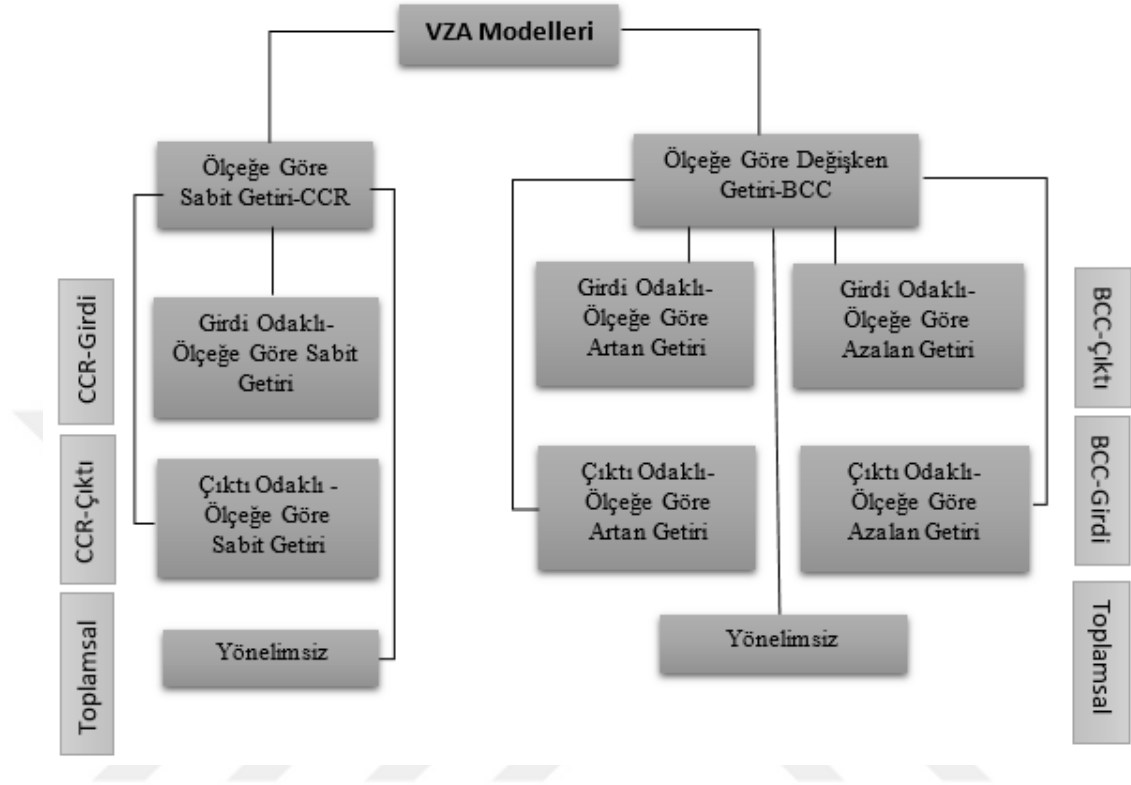 VZA Modelleri
Ölçeğe Göre
Sabit Getiri-CCR
Ölçeğe Göre Değişken
Getiri-BCC
CCR-Girdi
Girdi Odaklı-
Ölçeğe Göre Sabit
Getiri
Girdi Odaklı-
Ölçeğe Göre
Artan Getiri
Girdi Odaklı-
Ölçeğe Göre
Azalan Getiri
BCC-Çıktı
CCR-Çıktı
Çıktı Odaklı -
Ölçeğe Göre
Sabit Getiri
Çıktı Odaklı-
Ölçeğe Göre
Artan Getiri
Çıktı Odaklı-
Ölçeğe Göre
Azalan Getiri
BCC-Girdi
Toplamsal
Yönelimsiz
Yönelimsiz
Toplamsal